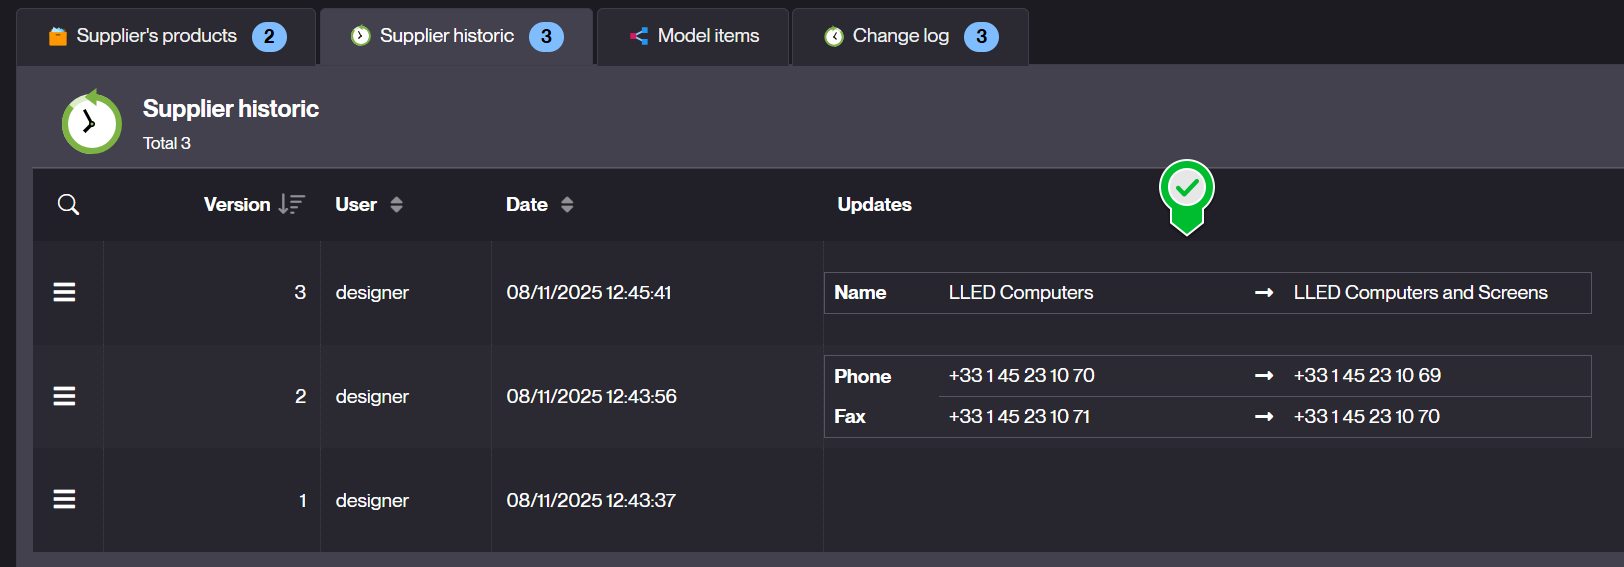 Supplier's products 2 Supplier historic 3 Model items Change log 3
Supplier historic
Total 3
Version User Date Updates
3 designer 08/11/2025 12:45:41 Name LLED Computers → LLED Computers and Screens
2 designer 08/11/2025 12:43:56 Phone +33 1 45 23 10 70 → +33 1 45 23 10 69
Fax +33 1 45 23 10 71 → +33 1 45 23 10 70
1 designer 08/11/2025 12:43:37